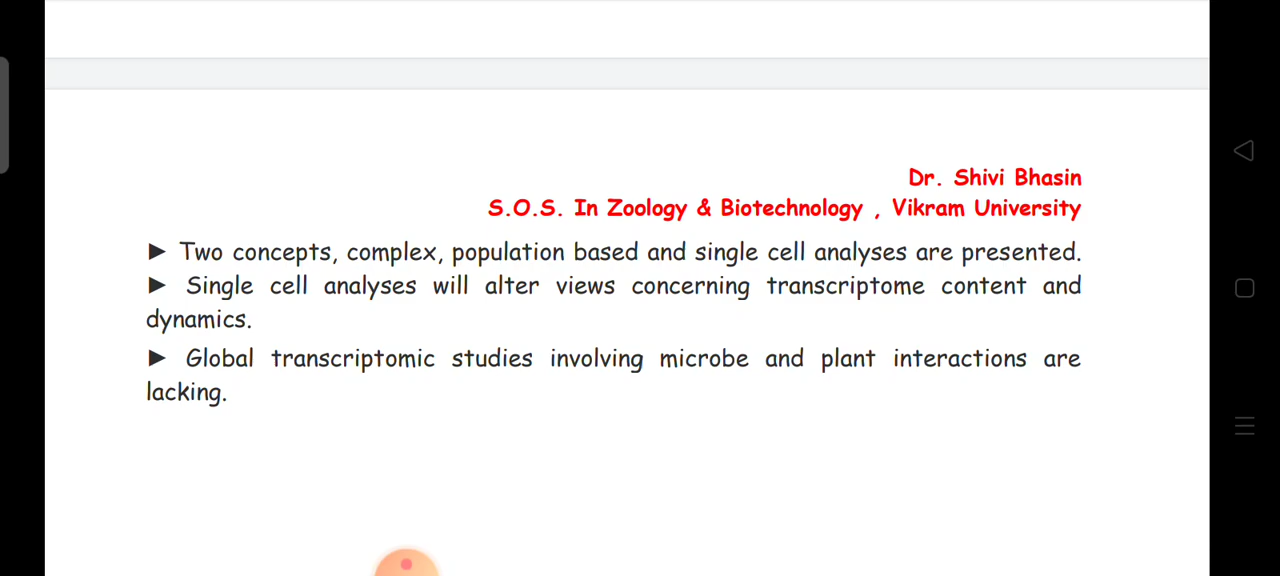 Dr. Shivi Bhasin
S.O.S. In Zoology & Biotechnology , Vikram University
► Two concepts, complex, population based and single cell analyses are presented.
► Single cell analyses will alter views concerning transcriptome content and
dynamics.
► Global transcriptomic studies involving microbe and plant interactions are
lacking.